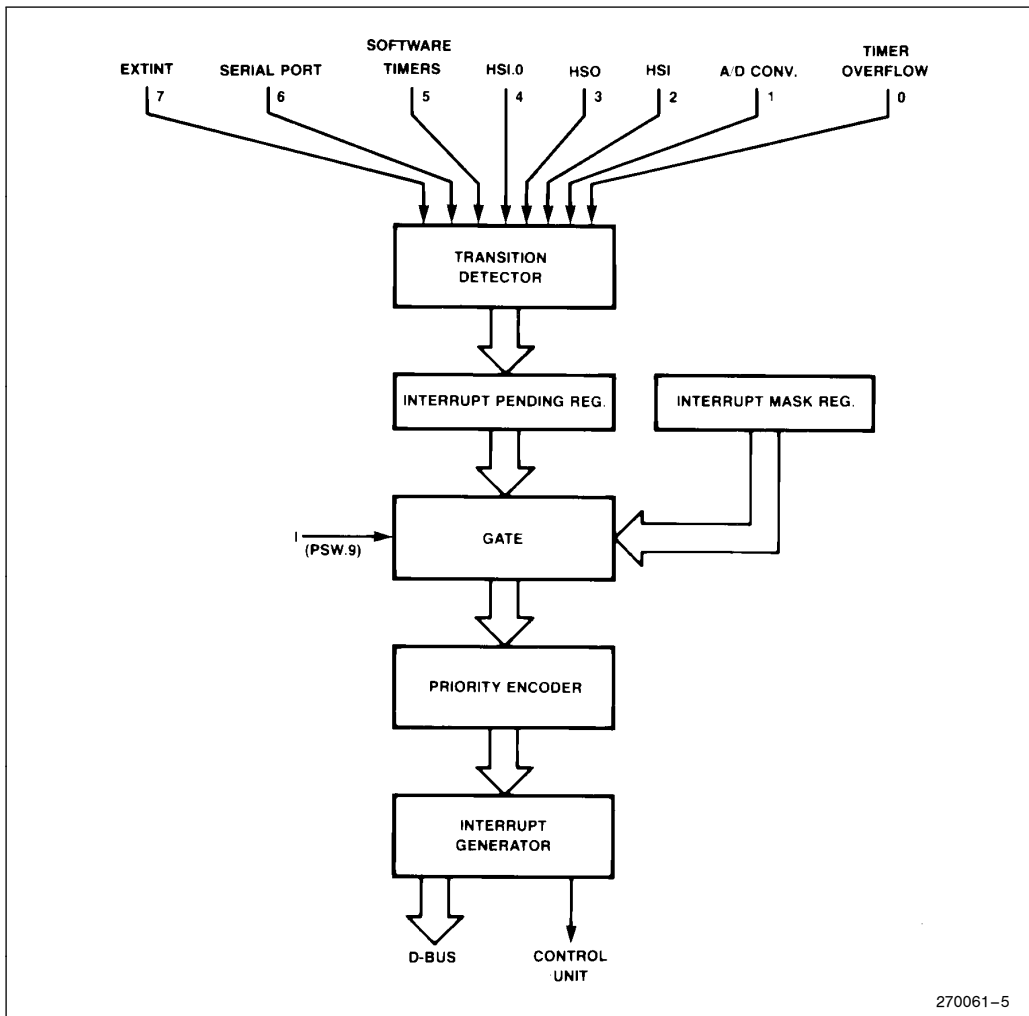 EXTINT
7
SERIAL PORT
6
SOFTWARE
TIMERS
5
HSI.0
4
HSO
3
HSI
2
A/D CONV.
1
TIMER
OVERFLOW
0
TRANSITION
DETECTOR
INTERRUPT PENDING REG.
INTERRUPT MASK REG.
I
(PSW.9)
GATE
PRIORITY ENCODER
INTERRUPT
GENERATOR
D-BUS
CONTROL
UNIT
270061–5